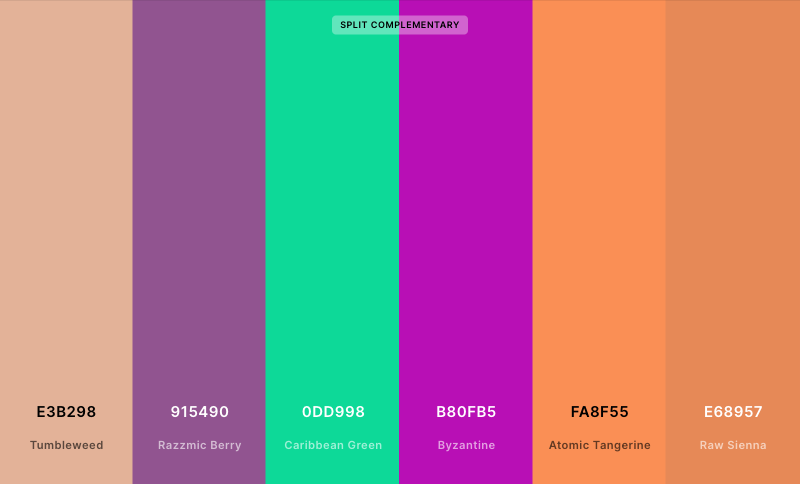 SPLIT COMPLEMENTARY
E3B298 915490 0DD998 B80FB5 FA8F55 E68957
Tumbleweed Razzmic Berry Caribbean Green Byzantine Atomic Tangerine Raw Sienna